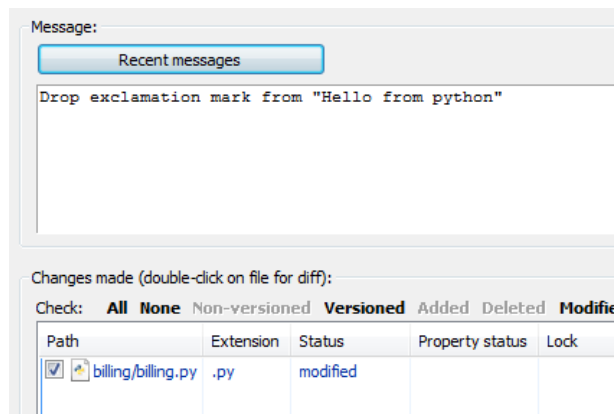 Message:
Recent messages
Drop exclamation mark from "Hello from python"
Changes made (double-click on file for diff):
Check: All None Non-versioned Versioned Added Deleted Modifie
Path Extension Status Property status Lock
billing/billing.py .py modified